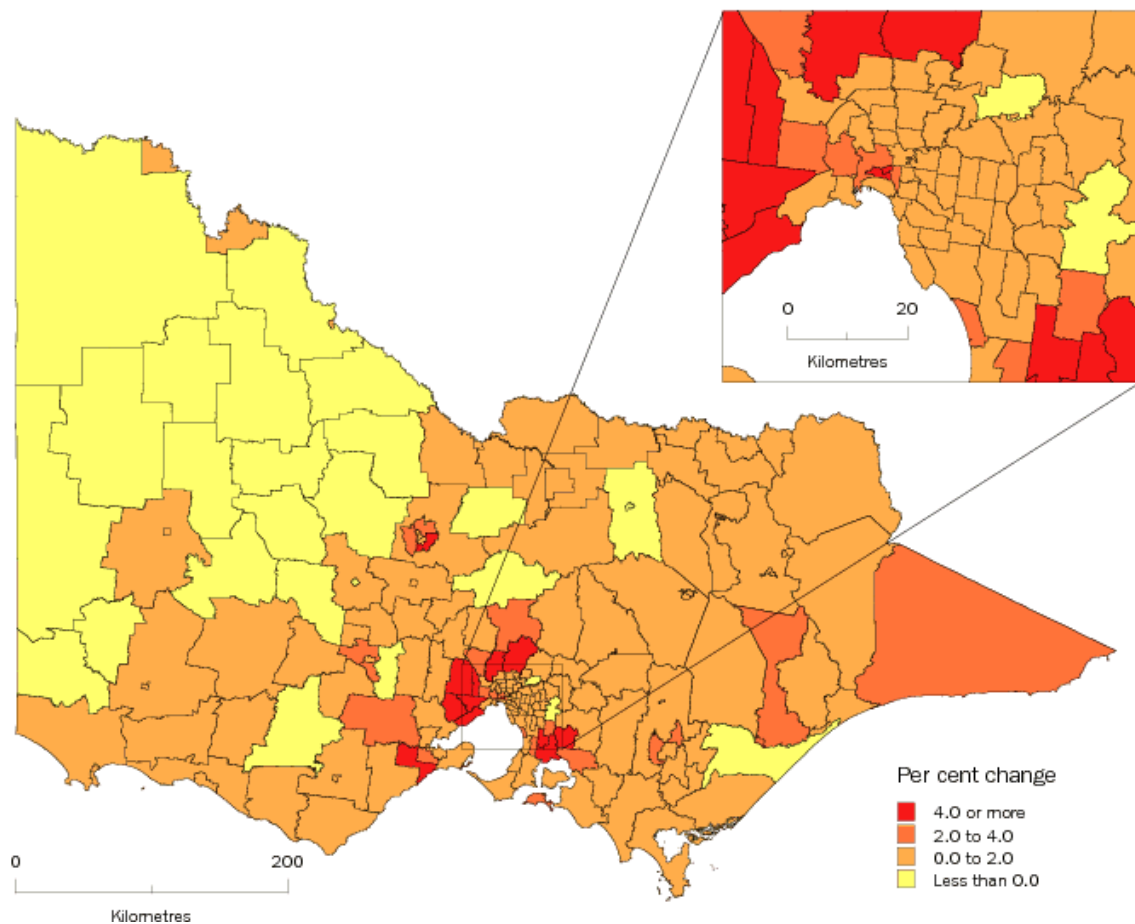 0 20
Kilometres
Per cent change
4.0 or more
2.0 to 4.0
0.0 to 2.0
Less than 0.0
0 200
Kilometres